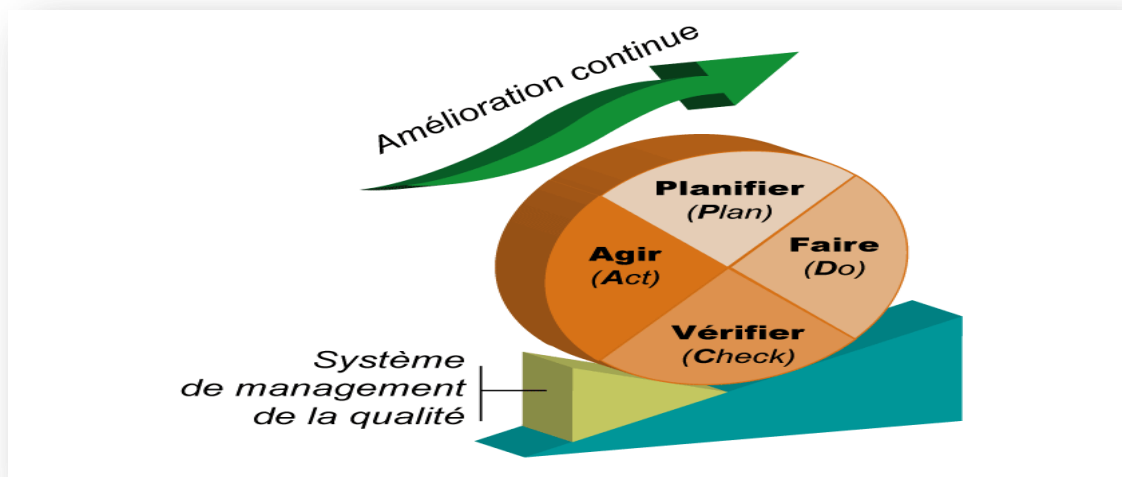 Amélioration continue
Planifier
(Plan)
Faire
(Do)
Agir
(Act)
Vérifier
(Check)
Système
de management
de la qualité